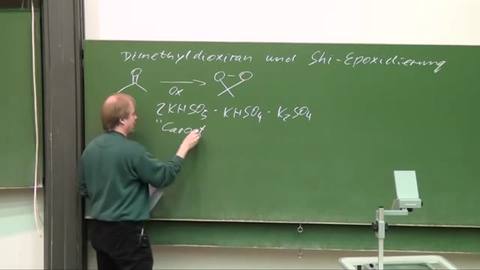 Dimethyldioxiran und Shi-Epoxidierung
O O – O
Ox
2 KHSO5 · KHSO4 · K2SO4
"Caroat